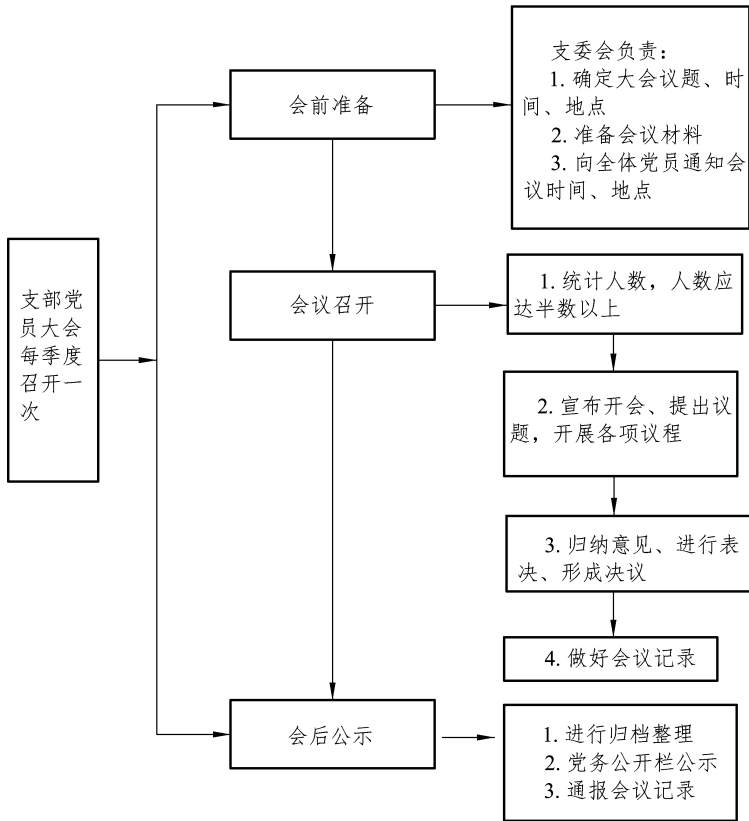 支部党
员大会
每季度
召开一
次
会前准备
支委会负责：
1. 确定大会议题、时
间、地点
2. 准备会议材料
3. 向全体党员通知会
议时间、地点
会议召开
1. 统计人数，人数应
达半数以上
2. 宣布开会、提出议
题，开展各项议程
3. 归纳意见、进行表
决、形成决议
4. 做好会议记录
会后公示
1. 进行归档整理
2. 党务公开栏公示
3. 通报会议记录